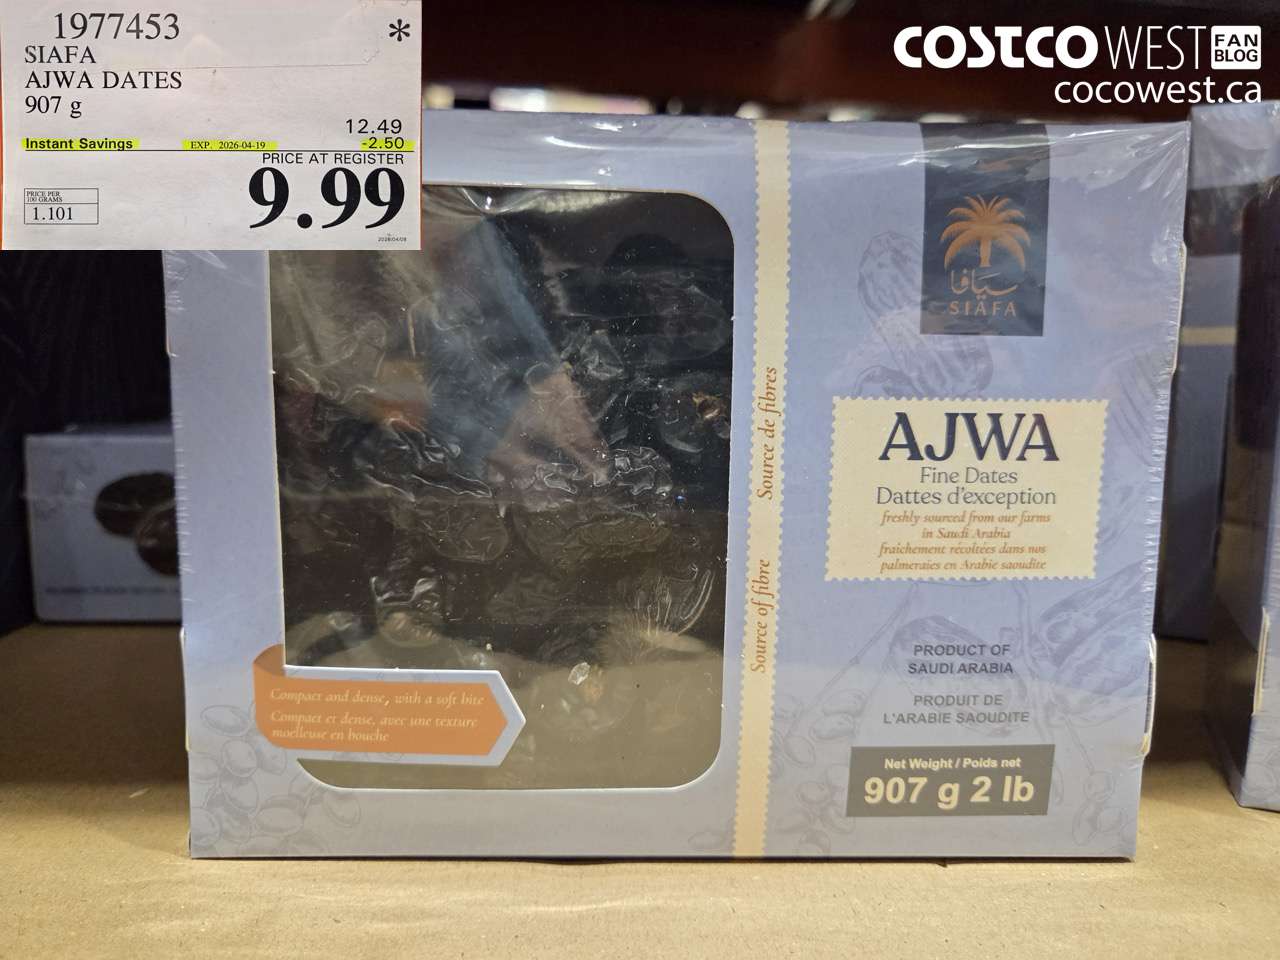 1977453 *
SIAFA
AJWA DATES
907 g
12.49
Instant Savings EXP. 2026-04-19 -2.50
PRICE AT REGISTER
9.99
PRICE PER
100 GRAMS
1.101
COSTCO WEST FAN BLOG
cocowest.ca
سيافا
SIAFA
AJWA
Fine Dates
Dattes d'exception
freshly sourced from our farms
in Saudi Arabia
fraîchement récoltées dans nos
palmeraies en Arabie saoudite
Source of fibre Source de fibres
PRODUCT OF
SAUDI ARABIA
PRODUIT DE
L'ARABIE SAOUDITE
Net Weight / Poids net
907 g 2 lb
Compact and dense, with a soft bite
Compact et dense, avec une texture
moelleuse en bouche